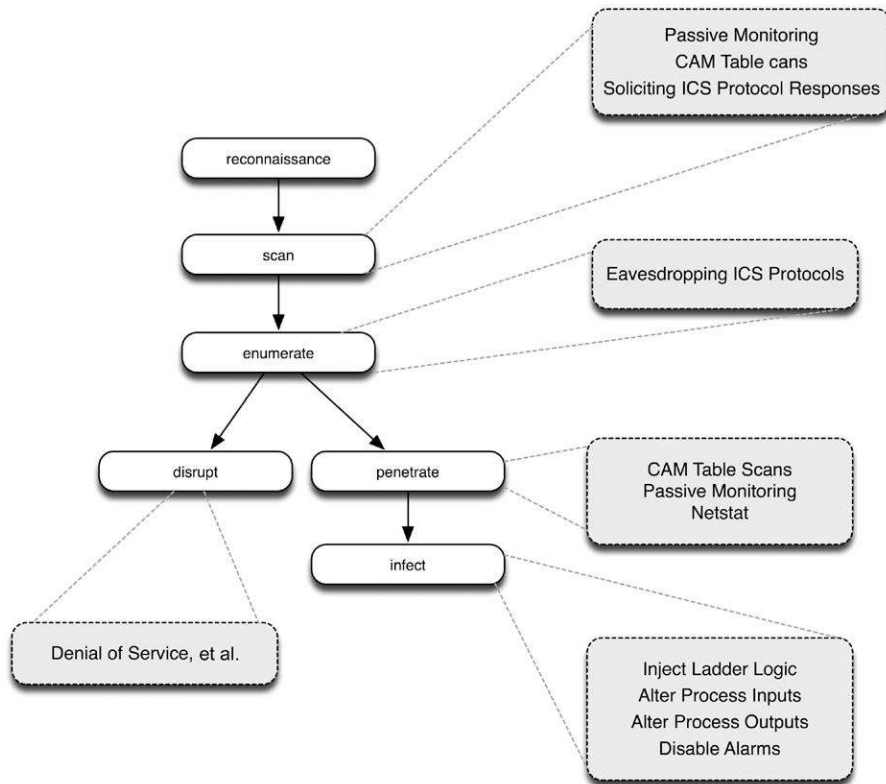 Passive Monitoring
CAM Table cans
Soliciting ICS Protocol Responses
reconnaissance
scan
Eavesdropping ICS Protocols
enumerate
disrupt
penetrate
CAM Table Scans
Passive Monitoring
Netstat
infect
Denial of Service, et al.
Inject Ladder Logic
Alter Process Inputs
Alter Process Outputs
Disable Alarms